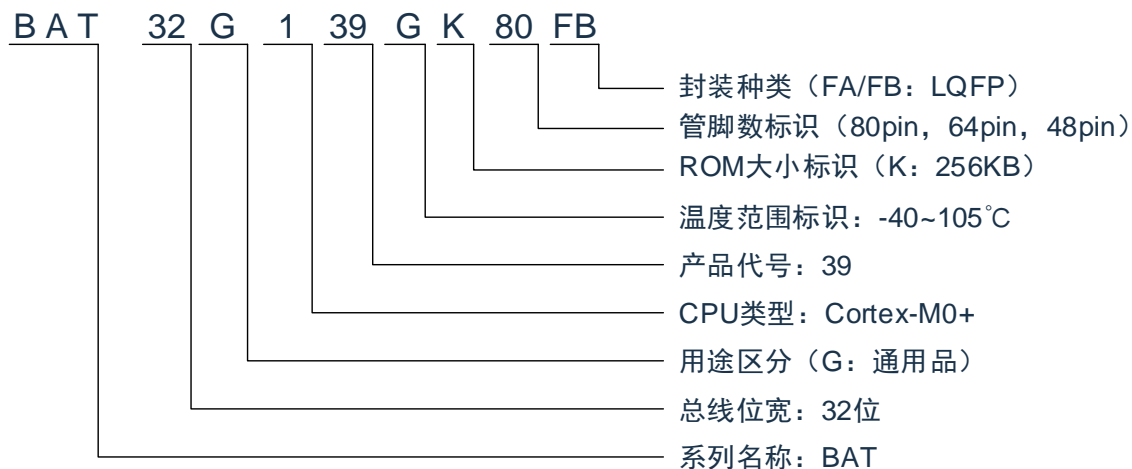 BAT 32 G 1 39 G K 80 FB
封装种类（FA/FB：LQFP）
管脚数标识（80pin，64pin，48pin）
ROM大小标识（K：256KB）
温度范围标识：-40~105℃
产品代号：39
CPU类型：Cortex-M0+
用途区分（G：通用品）
总线位宽：32位
系列名称：BAT